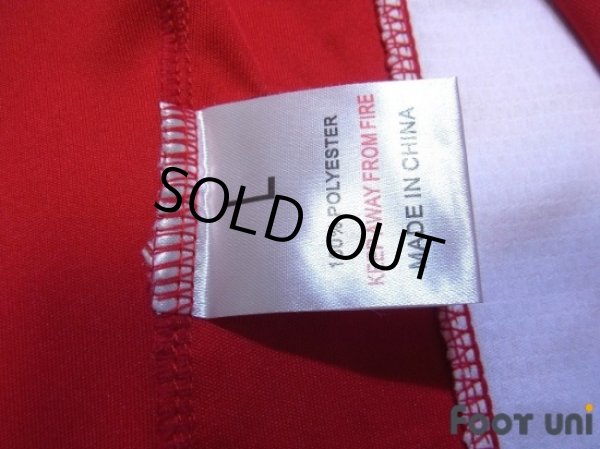 L
100% POLYESTER
KEEP AWAY FROM FIRE
MADE IN CHINA
SOLD OUT
FOOT UNI